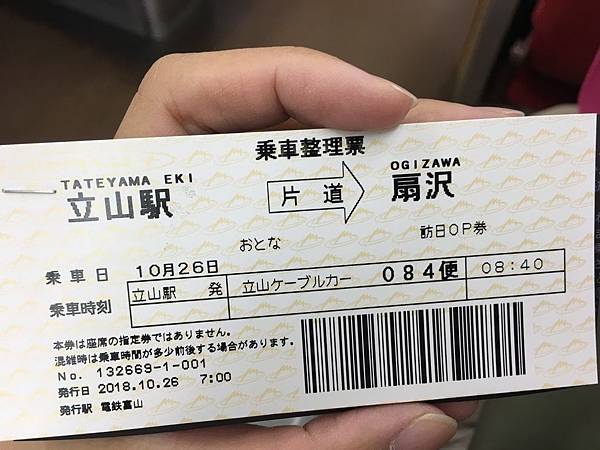 乗車整理票
TATEYAMA EKI
立山駅
片道
OGIZAWA
扇沢
おとな
訪日OP券
乗車日 10月26日
乗車時刻 立山駅 発 立山ケーブルカー 084便 08:40
本券は座席の指定券ではありません。
混雑時は乗車時間が多少前後する場合があります。
No. 132669-1-001
発行日 2018.10.26 7:00
発行駅 電鉄富山